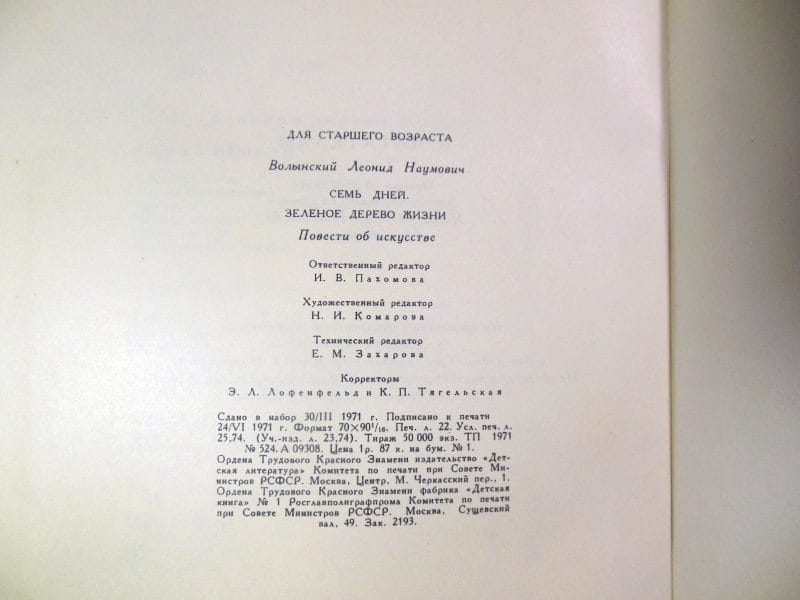 ДЛЯ СТАРШЕГО ВОЗРАСТА
Волынский Леонид Наумович
СЕМЬ ДНЕЙ.
ЗЕЛЕНОЕ ДЕРЕВО ЖИЗНИ
Повести об искусстве
Ответственный редактор
И. В. Пахомова
Художественный редактор
Н. И. Комарова
Технический редактор
Е. М. Захарова
Корректоры
Э. Л. Лофенфельд и К. П. Тягельская
Сдано в набор 30/III 1971 г. Подписано к печати
24/VI 1971 г. Формат 70×90¹/₁₆. Печ. л. 22. Усл. печ. л.
25,74. (Уч.-изд. л. 23,74). Тираж 50 000 экз. ТП 1971
№ 524. А 09308. Цена 1р. 87 к. на бум. № 1.
Ордена Трудового Красного Знамени издательство «Дет-
ская литература» Комитета по печати при Совете Ми-
нистров РСФСР. Москва, Центр, М. Черкасский пер., 1.
Ордена Трудового Красного Знамени фабрика «Детская
книга» № 1 Росглавполиграфпрома Комитета по печати
при Совете Министров РСФСР. Москва, Сущевский
вал, 49. Зак. 2193.